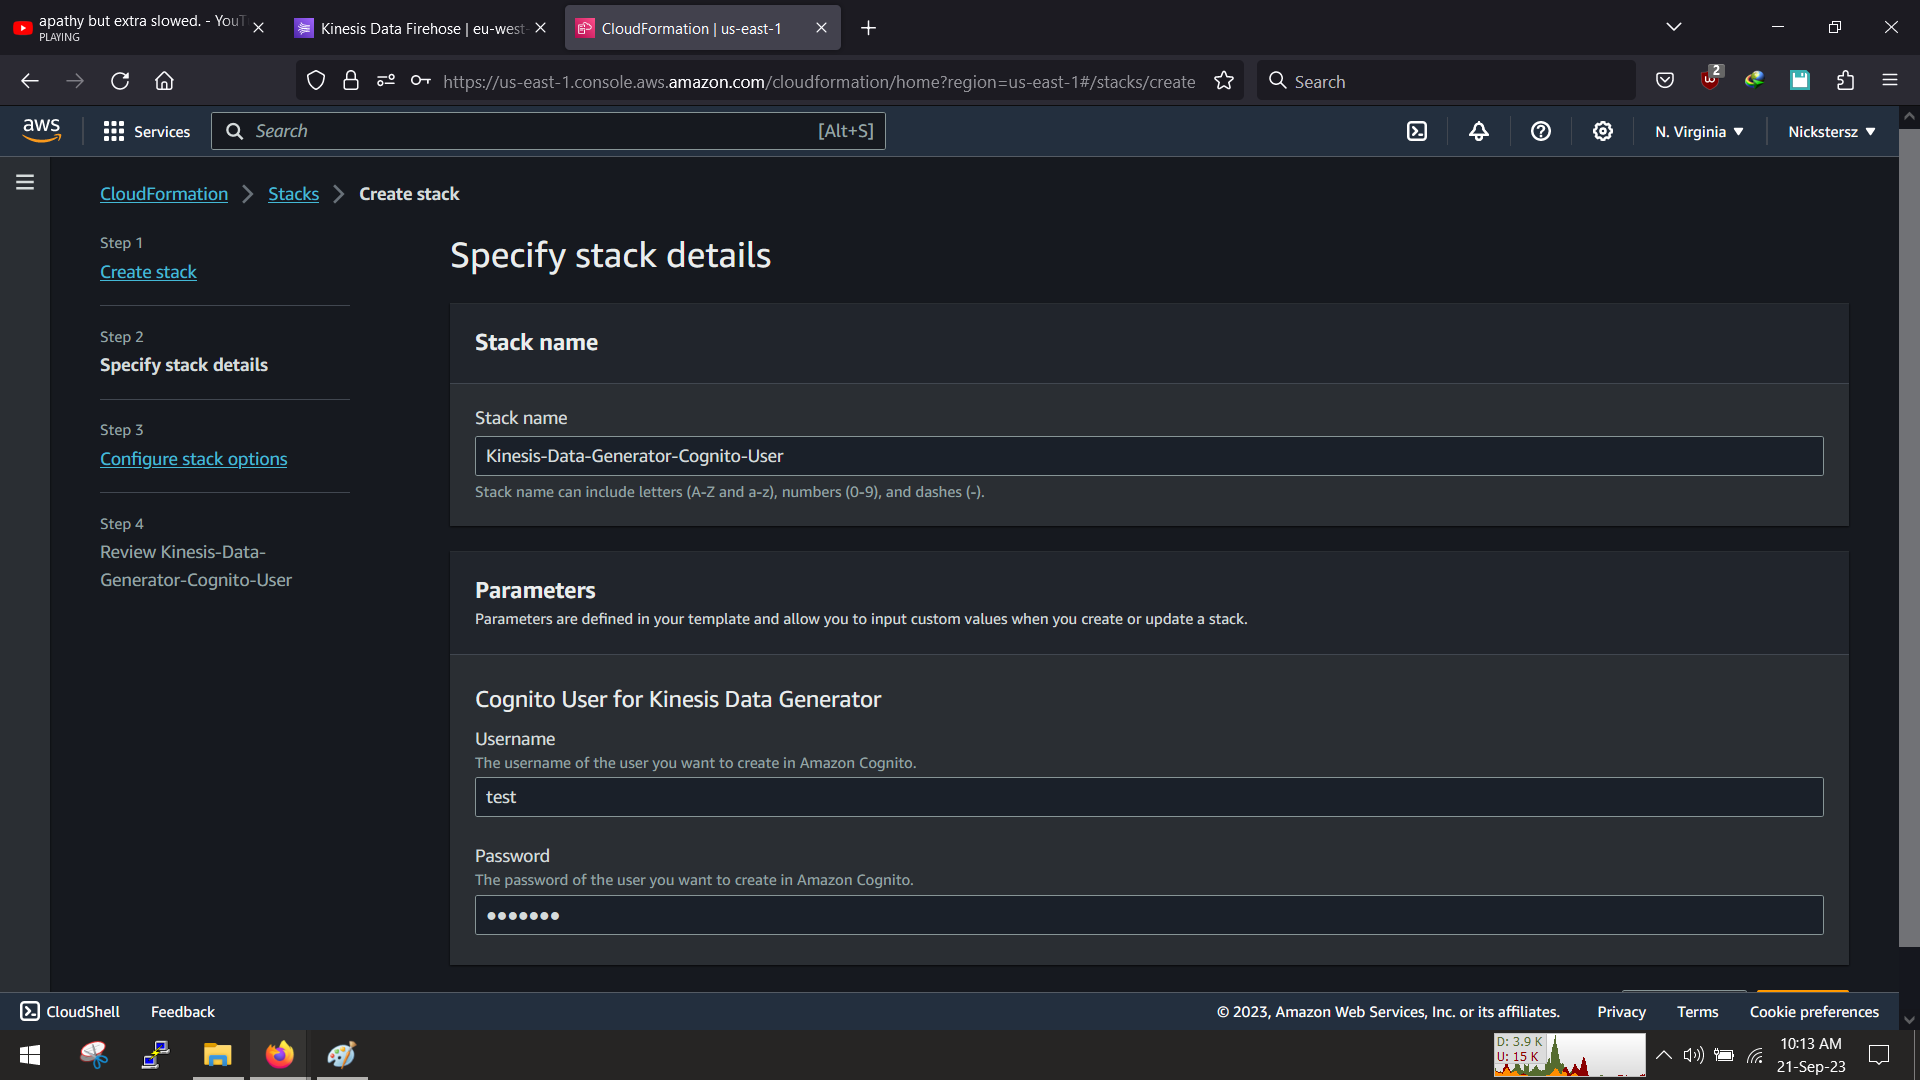 apathy but extra slowed. - YouT
PLAYING
Kinesis Data Firehose | eu-west-
CloudFormation | us-east-1
https://us-east-1.console.aws.amazon.com/cloudformation/home?region=us-east-1#/stacks/create
Search
2
aws
Services
Search
[Alt+S]
N. Virginia
Nickstersz
CloudFormation
Stacks
Create stack
Step 1
Create stack
Step 2
Specify stack details
Step 3
Configure stack options
Step 4
Review Kinesis-Data-
Generator-Cognito-User
Specify stack details
Stack name
Stack name
Kinesis-Data-Generator-Cognito-User
Stack name can include letters (A-Z and a-z), numbers (0-9), and dashes (-).
Parameters
Parameters are defined in your template and allow you to input custom values when you create or update a stack.
Cognito User for Kinesis Data Generator
Username
The username of the user you want to create in Amazon Cognito.
test
Password
The password of the user you want to create in Amazon Cognito.
•••••••
CloudShell
Feedback
© 2023, Amazon Web Services, Inc. or its affiliates.
Privacy
Terms
Cookie preferences
D: 3.9 K
U: 15 K
10:13 AM
21-Sep-23